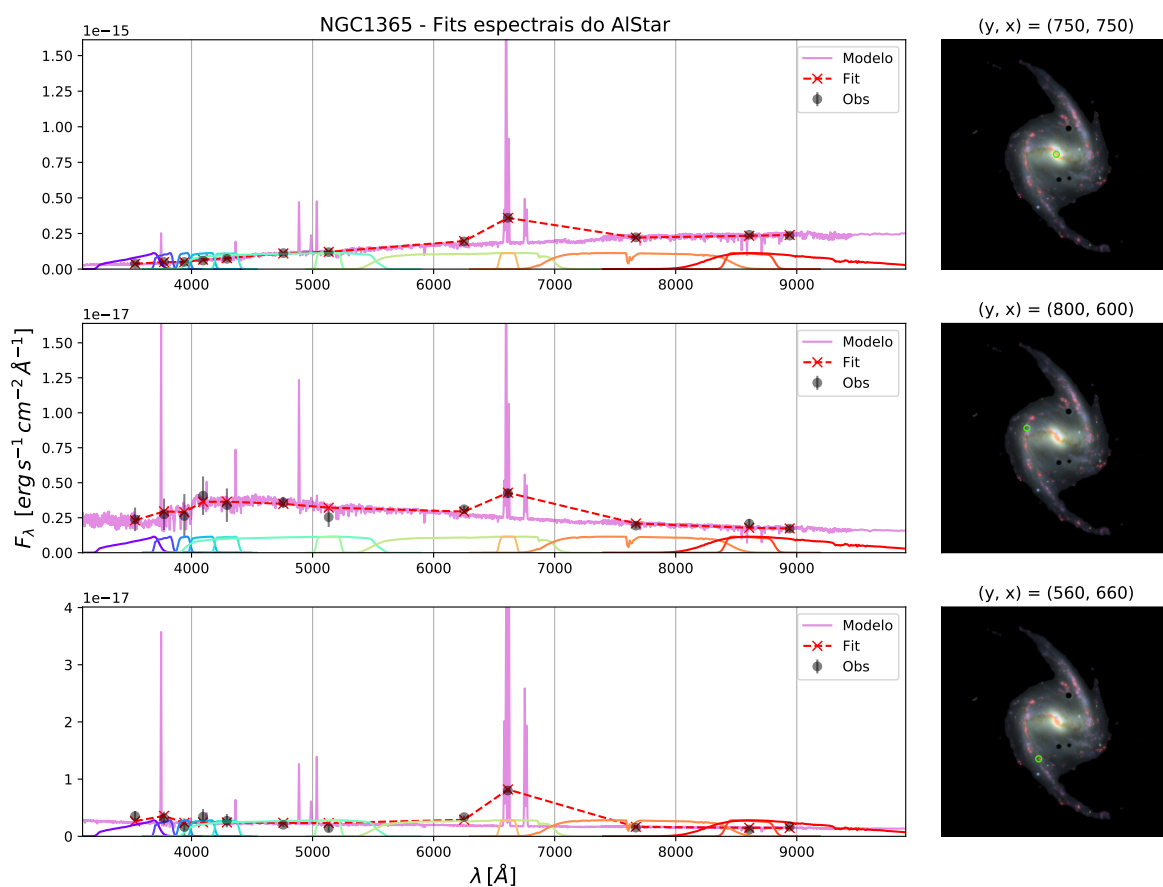 NGC1365 - Fits espectrais do AlStar
1e−15
1.50
1.25
1.00
0.75
0.50
0.25
0.00
4000 5000 6000 7000 8000 9000
Modelo
Fit
Obs
(y, x) = (750, 750)
1e−17
1.50
1.25
1.00
0.75
0.50
0.25
0.00
4000 5000 6000 7000 8000 9000
Modelo
Fit
Obs
(y, x) = (800, 600)
Fλ [erg s⁻¹ cm⁻² Å⁻¹]
1e−17
4
3
2
1
0
4000 5000 6000 7000 8000 9000
Modelo
Fit
Obs
(y, x) = (560, 660)
λ [Å]